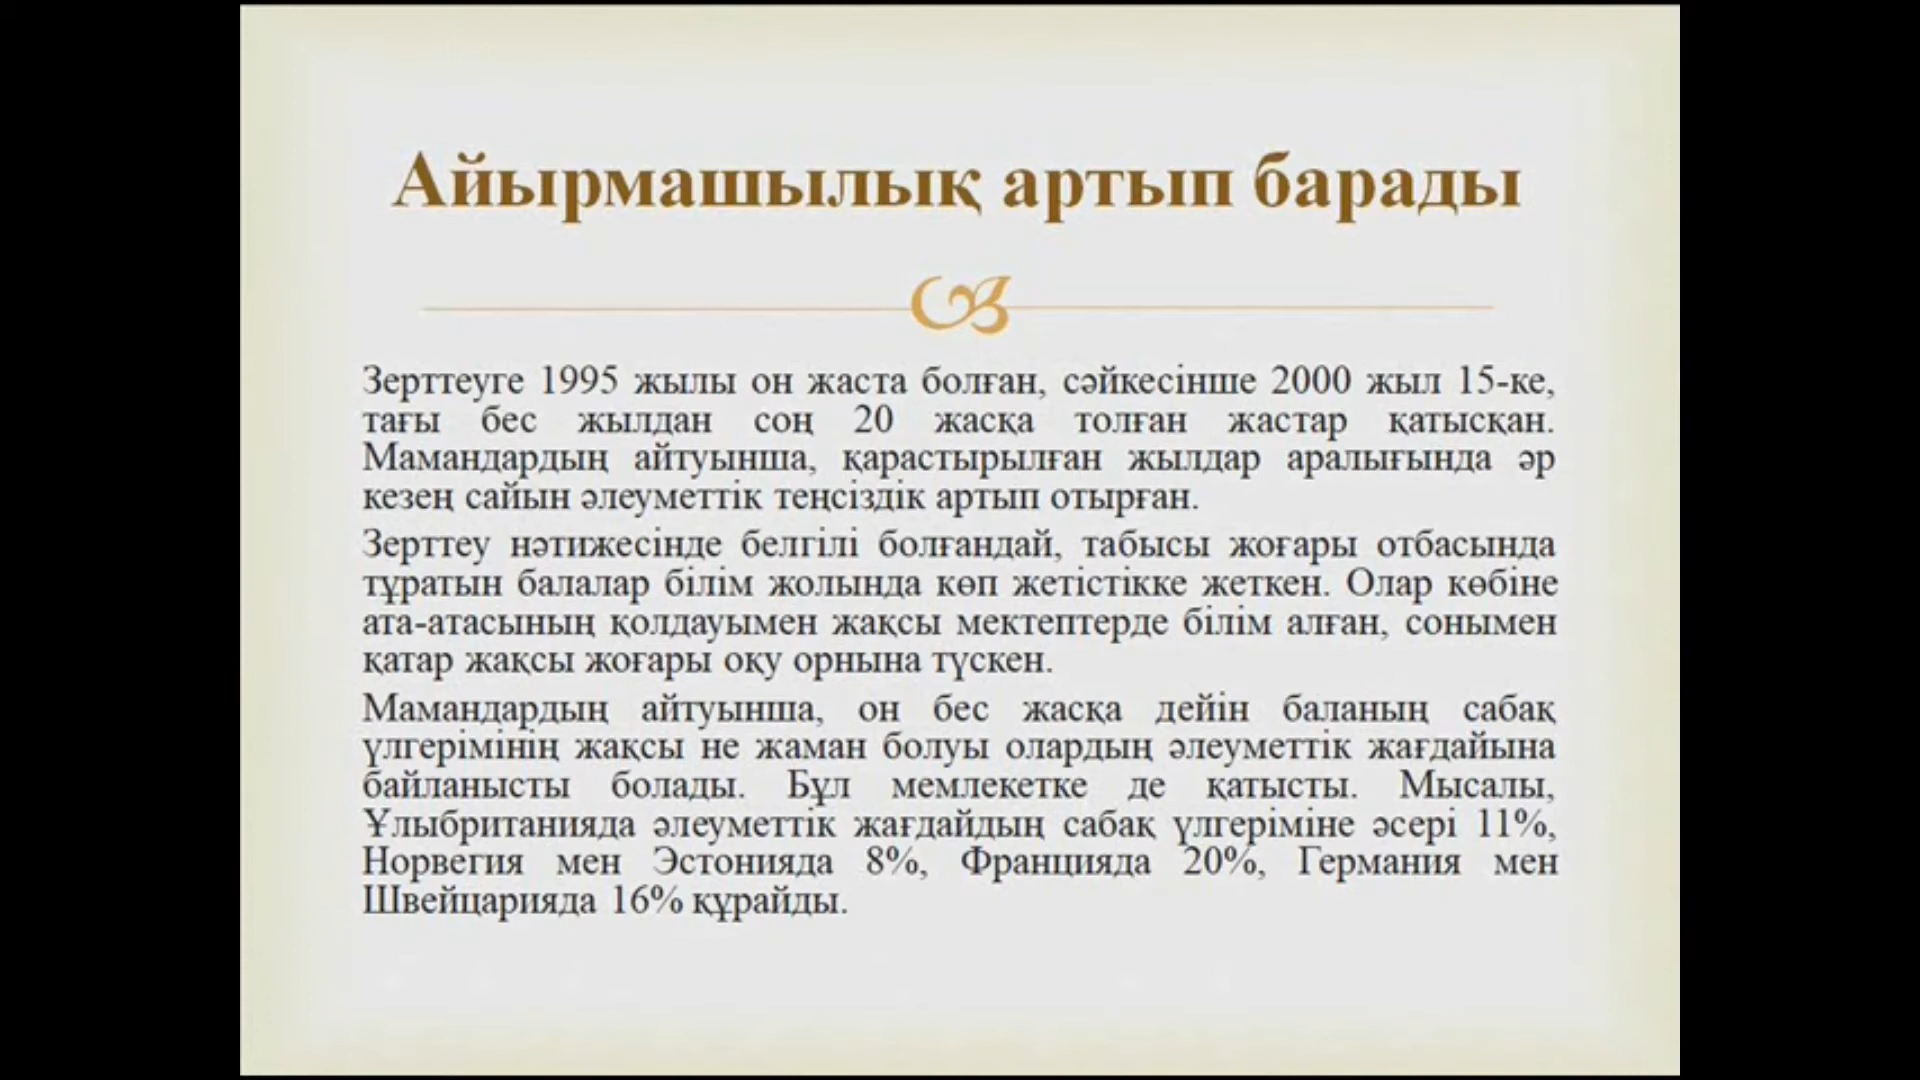 Айырмашылық артып барады
Зерттеуге 1995 жылы он жаста болған, сәйкесінше 2000 жыл 15-ке,
тағы бес жылдан соң 20 жасқа толған жастар қатысқан.
Мамандардың айтуынша, қарастырылған жылдар аралығында әр
кезең сайын әлеуметтік теңсіздік артып отырған.
Зерттеу нәтижесінде белгілі болғандай, табысы жоғары отбасында
тұратын балалар білім жолында көп жетістікке жеткен. Олар көбіне
ата-атасының қолдауымен жақсы мектептерде білім алған, сонымен
қатар жақсы жоғары оқу орнына түскен.
Мамандардың айтуынша, он бес жасқа дейін баланың сабақ
үлгерімінің жақсы не жаман болуы олардың әлеуметтік жағдайына
байланысты болады. Бұл мемлекетке де қатысты. Мысалы,
Ұлыбританияда әлеуметтік жағдайдың сабақ үлгеріміне әсері 11%,
Норвегия мен Эстонияда 8%, Францияда 20%, Германия мен
Швейцарияда 16% құрайды.